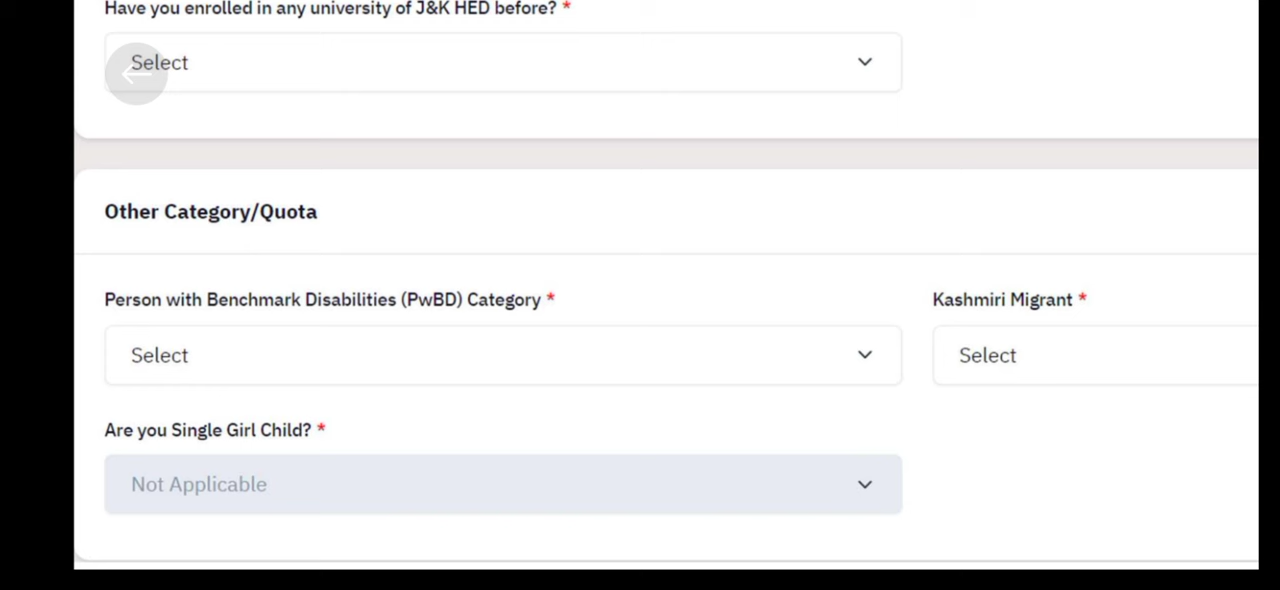 Have you enrolled in any university of J&K HED before? *
Select
Other Category/Quota
Person with Benchmark Disabilities (PwBD) Category *
Kashmiri Migrant *
Select
Select
Are you Single Girl Child? *
Not Applicable